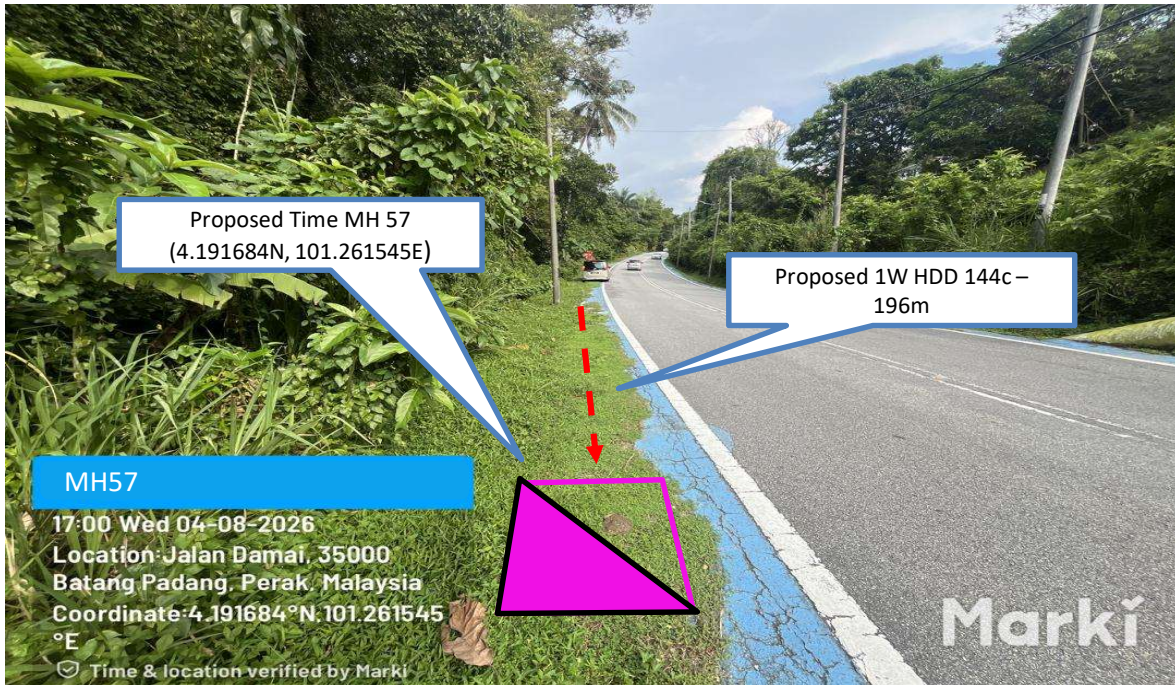 Proposed Time MH 57
(4.191684N, 101.261545E)
Proposed 1W HDD 144c –
196m
MH57
17:00 Wed 04-08-2026
Location:Jalan Damai, 35000
Batang Padang, Perak, Malaysia
Coordinate:4.191684°N,101.261545
°E
Time & location verified by Marki
Marki